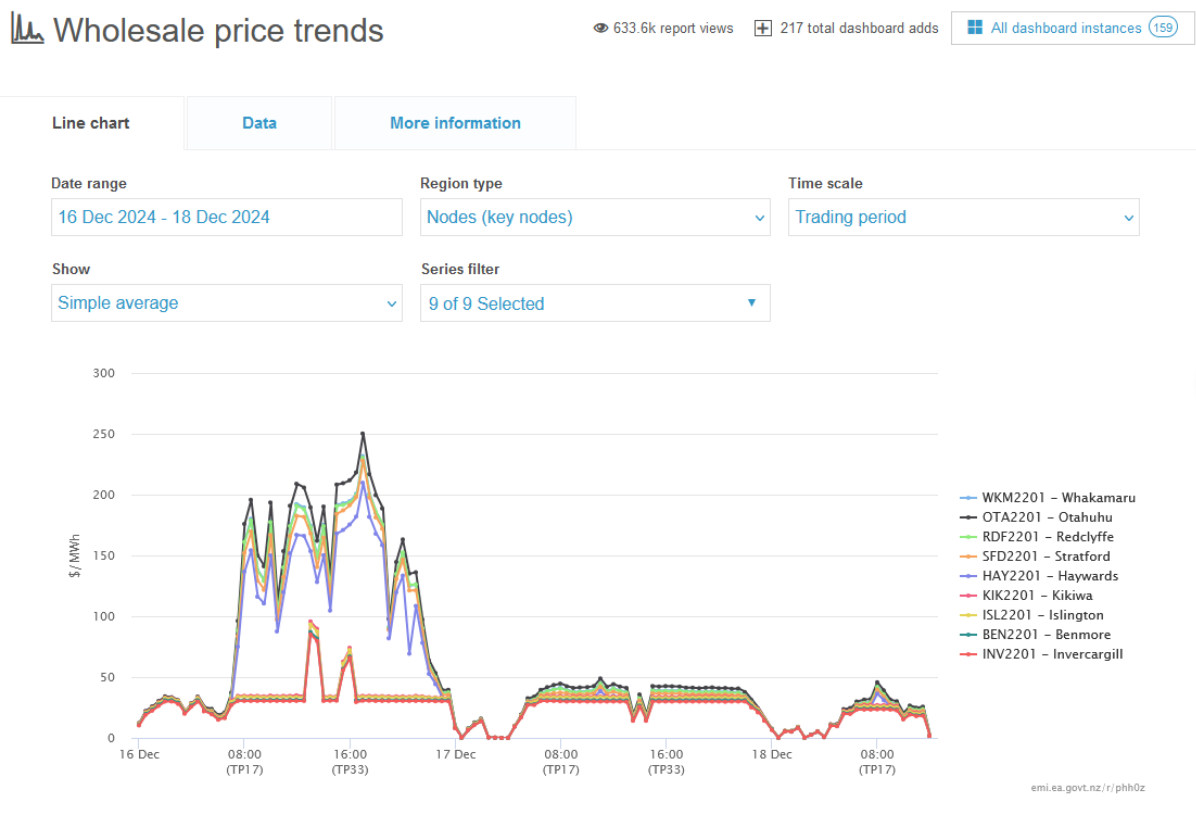 Wholesale price trends
633.6k report views
217 total dashboard adds
All dashboard instances 159
Line chart
Data
More information
Date range
Region type
Time scale
16 Dec 2024 - 18 Dec 2024
Nodes (key nodes)
Trading period
Show
Series filter
Simple average
9 of 9 Selected
300
250
200
150
100
50
0
$/MWh
16 Dec
08:00
(TP17)
16:00
(TP33)
17 Dec
08:00
(TP17)
16:00
(TP33)
18 Dec
08:00
(TP17)
WKM2201 - Whakamaru
OTA2201 - Otahuhu
RDF2201 - Redclyffe
SFD2201 - Stratford
HAY2201 - Haywards
KIK2201 - Kikiwa
ISL2201 - Islington
BEN2201 - Benmore
INV2201 - Invercargill
emi.ea.govt.nz/r/phh0z